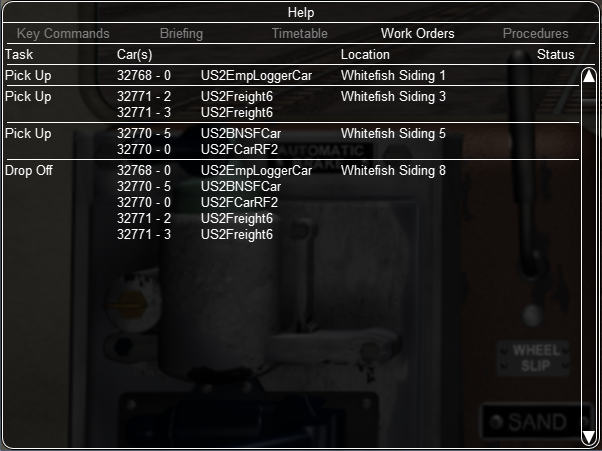 Help
Key Commands Briefing Timetable Work Orders Procedures
Task Car(s) Location Status
Pick Up 32768 - 0 US2EmpLoggerCar Whitefish Siding 1
Pick Up 32771 - 2 US2Freight6 Whitefish Siding 3
32771 - 3 US2Freight6
Pick Up 32770 - 5 US2BNSFCar Whitefish Siding 5
32770 - 0 US2FCarRF2
AUTOMATIC
BRAKE
Drop Off 32768 - 0 US2EmpLoggerCar Whitefish Siding 8
32770 - 5 US2BNSFCar
32770 - 0 US2FCarRF2
32771 - 2 US2Freight6
32771 - 3 US2Freight6
WHEEL
SLIP
SAND